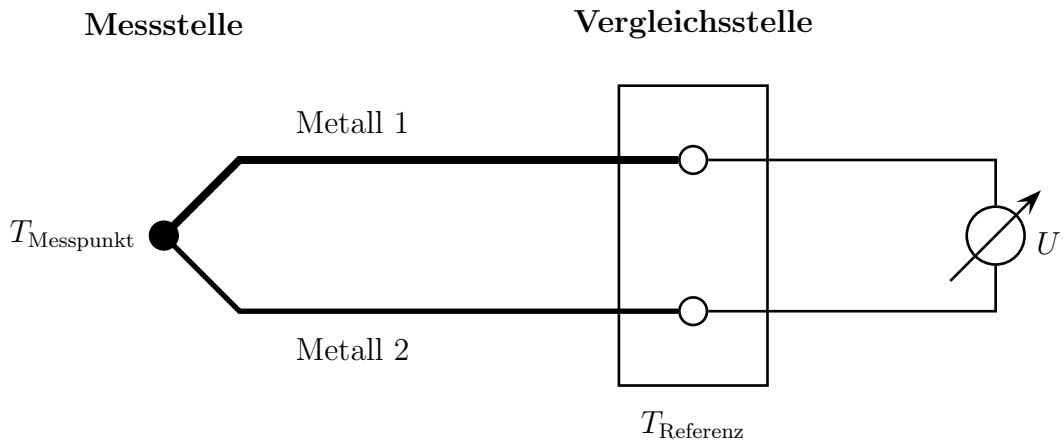 Messstelle
Vergleichsstelle
Metall 1
T_Messpunkt
U
Metall 2
T_Referenz